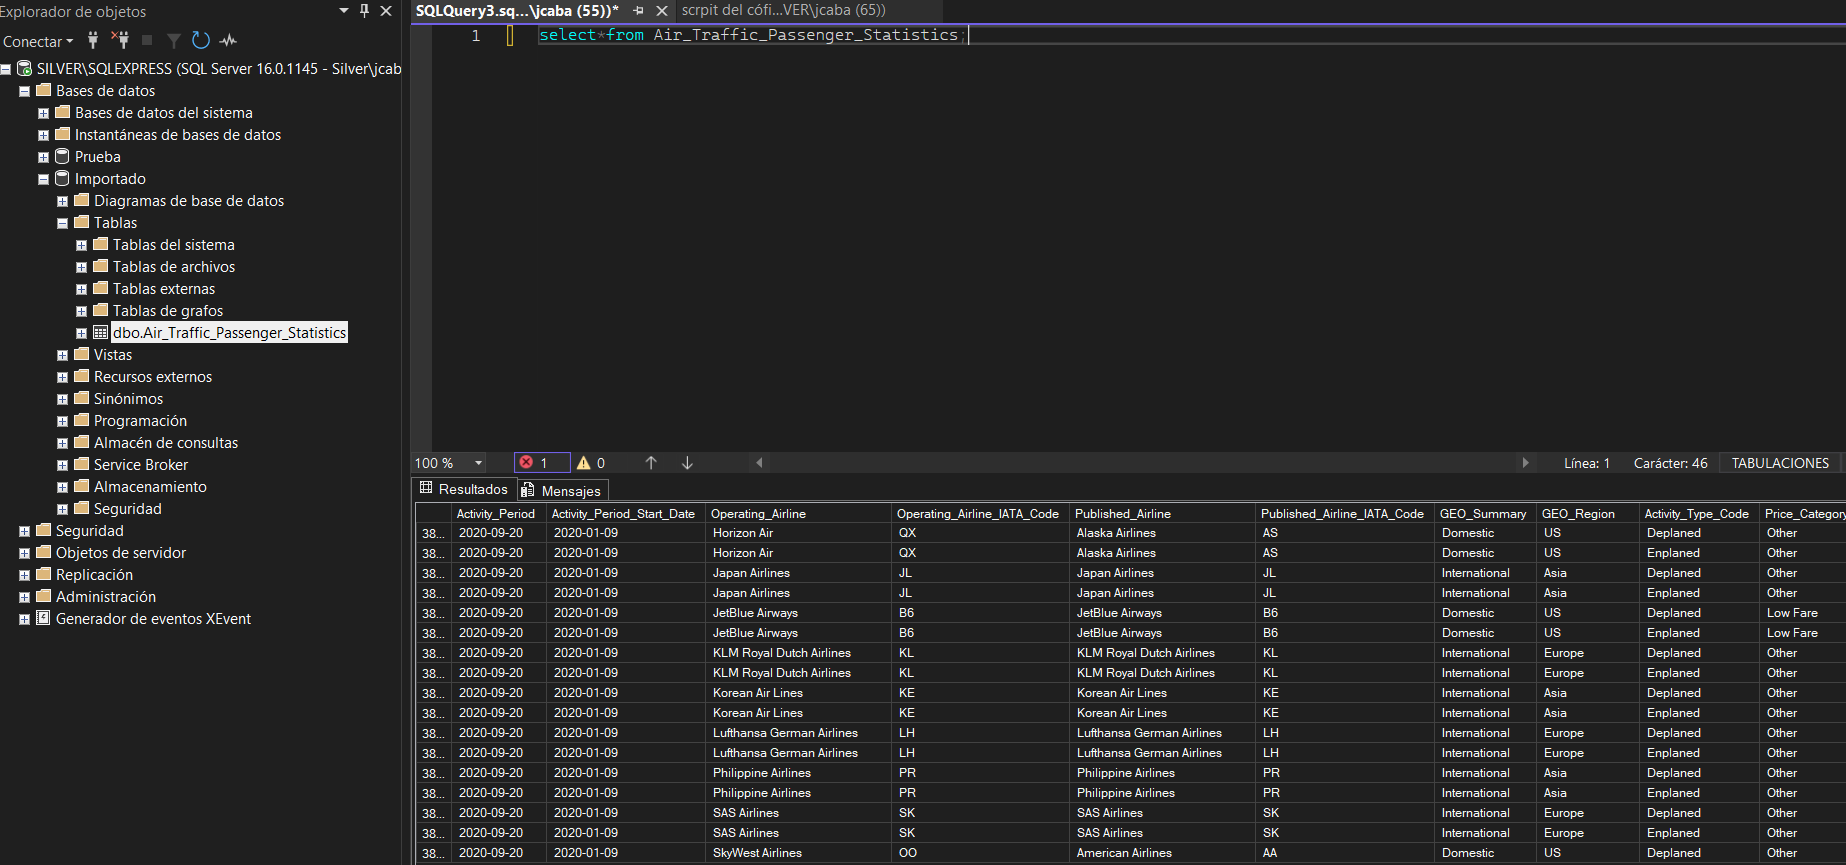 Explorador de objetos
Conectar
SILVER\SQLEXPRESS (SQL Server 16.0.1145 - Silver\jcab
Bases de datos
Bases de datos del sistema
Instantáneas de bases de datos
Prueba
Importado
Diagramas de base de datos
Tablas
Tablas del sistema
Tablas de archivos
Tablas externas
Tablas de grafos
dbo.Air_Traffic_Passenger_Statistics
Vistas
Recursos externos
Sinónimos
Programación
Almacén de consultas
Service Broker
Almacenamiento
Seguridad
Seguridad
Objetos de servidor
Replicación
Administración
Generador de eventos XEvent
SQLQuery3.sq...\jcaba (55))* scrpit del cófi...VER\jcaba (65))
1 select*from Air_Traffic_Passenger_Statistics;
100 % 1 0 Línea: 1 Carácter: 46 TABULACIONES
Resultados Mensajes
Activity_Period Activity_Period_Start_Date Operating_Airline Operating_Airline_IATA_Code Published_Airline Published_Airline_IATA_Code GEO_Summary GEO_Region Activity_Type_Code Price_Category
38... 2020-09-20 2020-01-09 Horizon Air QX Alaska Airlines AS Domestic US Deplaned Other
38... 2020-09-20 2020-01-09 Horizon Air QX Alaska Airlines AS Domestic US Enplaned Other
38... 2020-09-20 2020-01-09 Japan Airlines JL Japan Airlines JL International Asia Deplaned Other
38... 2020-09-20 2020-01-09 Japan Airlines JL Japan Airlines JL International Asia Enplaned Other
38... 2020-09-20 2020-01-09 JetBlue Airways B6 JetBlue Airways B6 Domestic US Deplaned Low Fare
38... 2020-09-20 2020-01-09 JetBlue Airways B6 JetBlue Airways B6 Domestic US Enplaned Low Fare
38... 2020-09-20 2020-01-09 KLM Royal Dutch Airlines KL KLM Royal Dutch Airlines KL International Europe Deplaned Other
38... 2020-09-20 2020-01-09 KLM Royal Dutch Airlines KL KLM Royal Dutch Airlines KL International Europe Enplaned Other
38... 2020-09-20 2020-01-09 Korean Air Lines KE Korean Air Lines KE International Asia Deplaned Other
38... 2020-09-20 2020-01-09 Korean Air Lines KE Korean Air Lines KE International Asia Enplaned Other
38... 2020-09-20 2020-01-09 Lufthansa German Airlines LH Lufthansa German Airlines LH International Europe Deplaned Other
38... 2020-09-20 2020-01-09 Lufthansa German Airlines LH Lufthansa German Airlines LH International Europe Enplaned Other
38... 2020-09-20 2020-01-09 Philippine Airlines PR Philippine Airlines PR International Asia Deplaned Other
38... 2020-09-20 2020-01-09 Philippine Airlines PR Philippine Airlines PR International Asia Enplaned Other
38... 2020-09-20 2020-01-09 SAS Airlines SK SAS Airlines SK International Europe Deplaned Other
38... 2020-09-20 2020-01-09 SAS Airlines SK SAS Airlines SK International Europe Enplaned Other
38... 2020-09-20 2020-01-09 SkyWest Airlines OO American Airlines AA Domestic US Deplaned Other